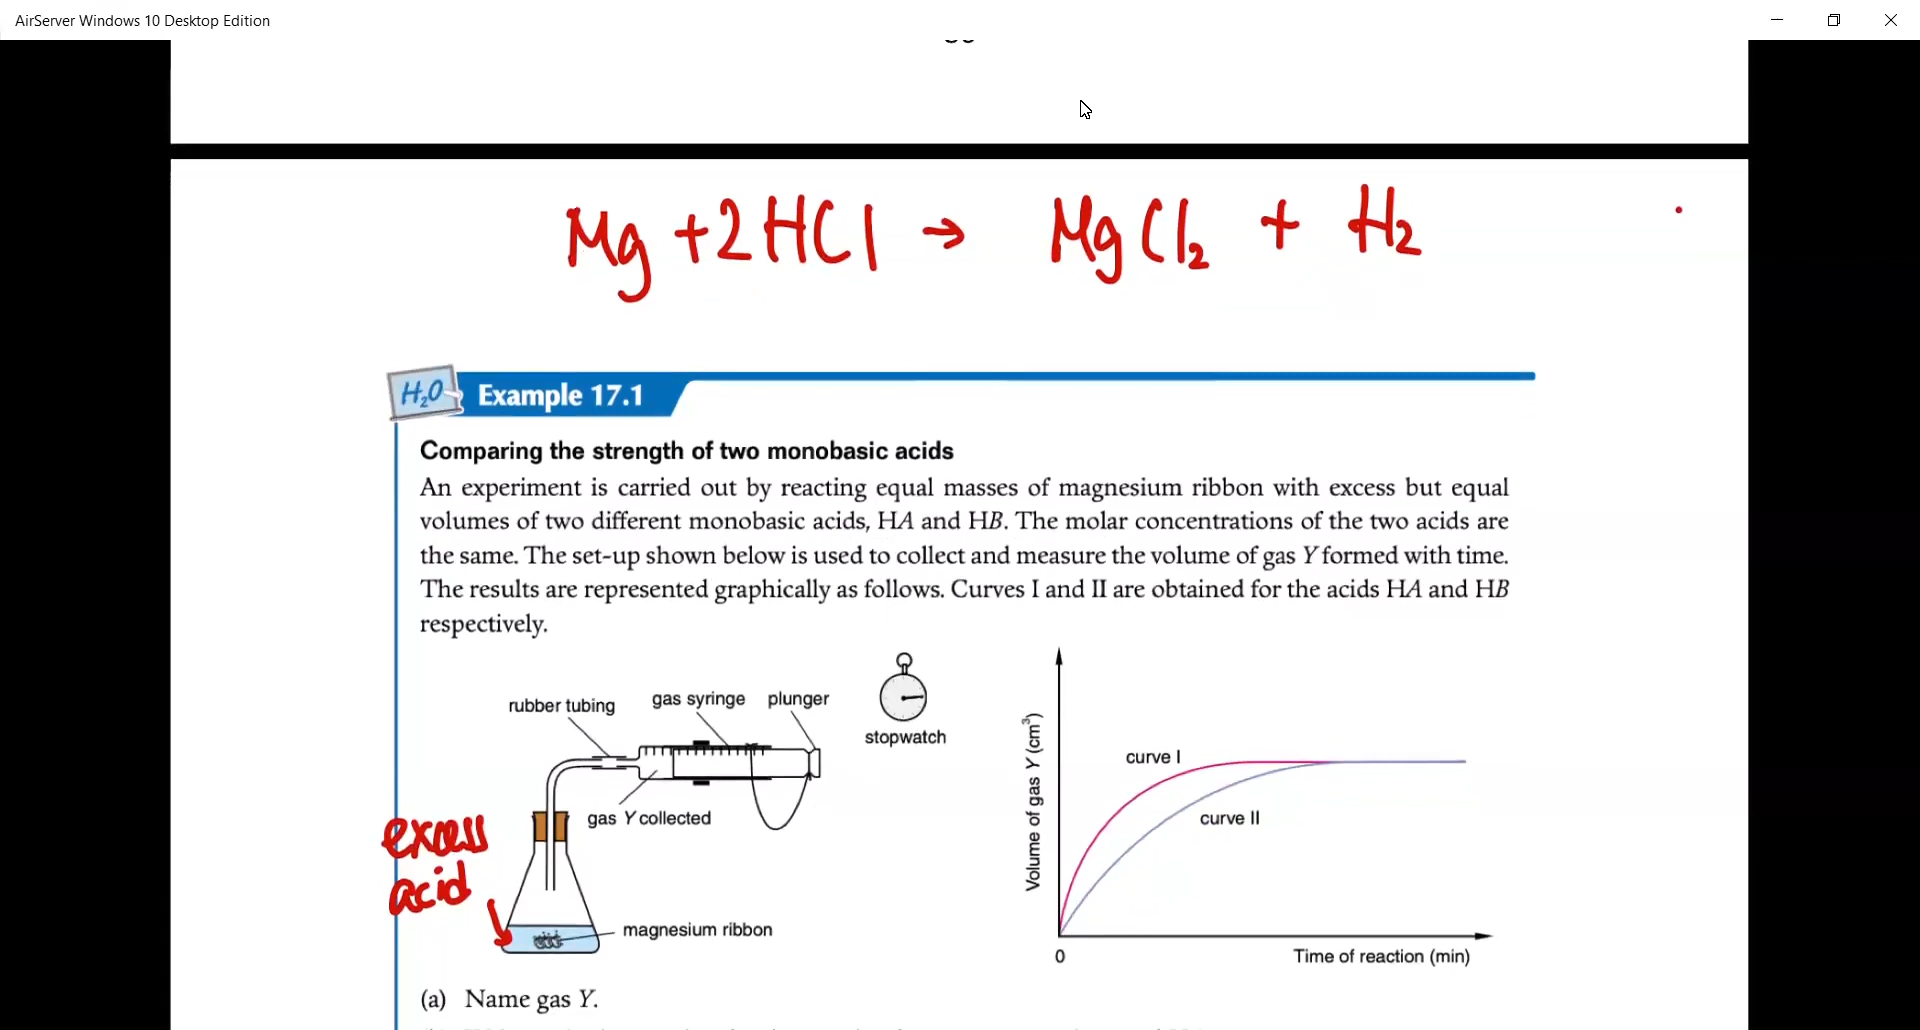 AirServer Windows 10 Desktop Edition
Mg + 2HCl → MgCl₂ + H₂
H₂O
Example 17.1
Comparing the strength of two monobasic acids
An experiment is carried out by reacting equal masses of magnesium ribbon with excess but equal
volumes of two different monobasic acids, HA and HB. The molar concentrations of the two acids are
the same. The set-up shown below is used to collect and measure the volume of gas Y formed with time.
The results are represented graphically as follows. Curves I and II are obtained for the acids HA and HB
respectively.
rubber tubing
gas syringe
plunger
stopwatch
gas Y collected
excess
acid
magnesium ribbon
Volume of gas Y (cm³)
curve I
curve II
0
Time of reaction (min)
(a) Name gas Y.